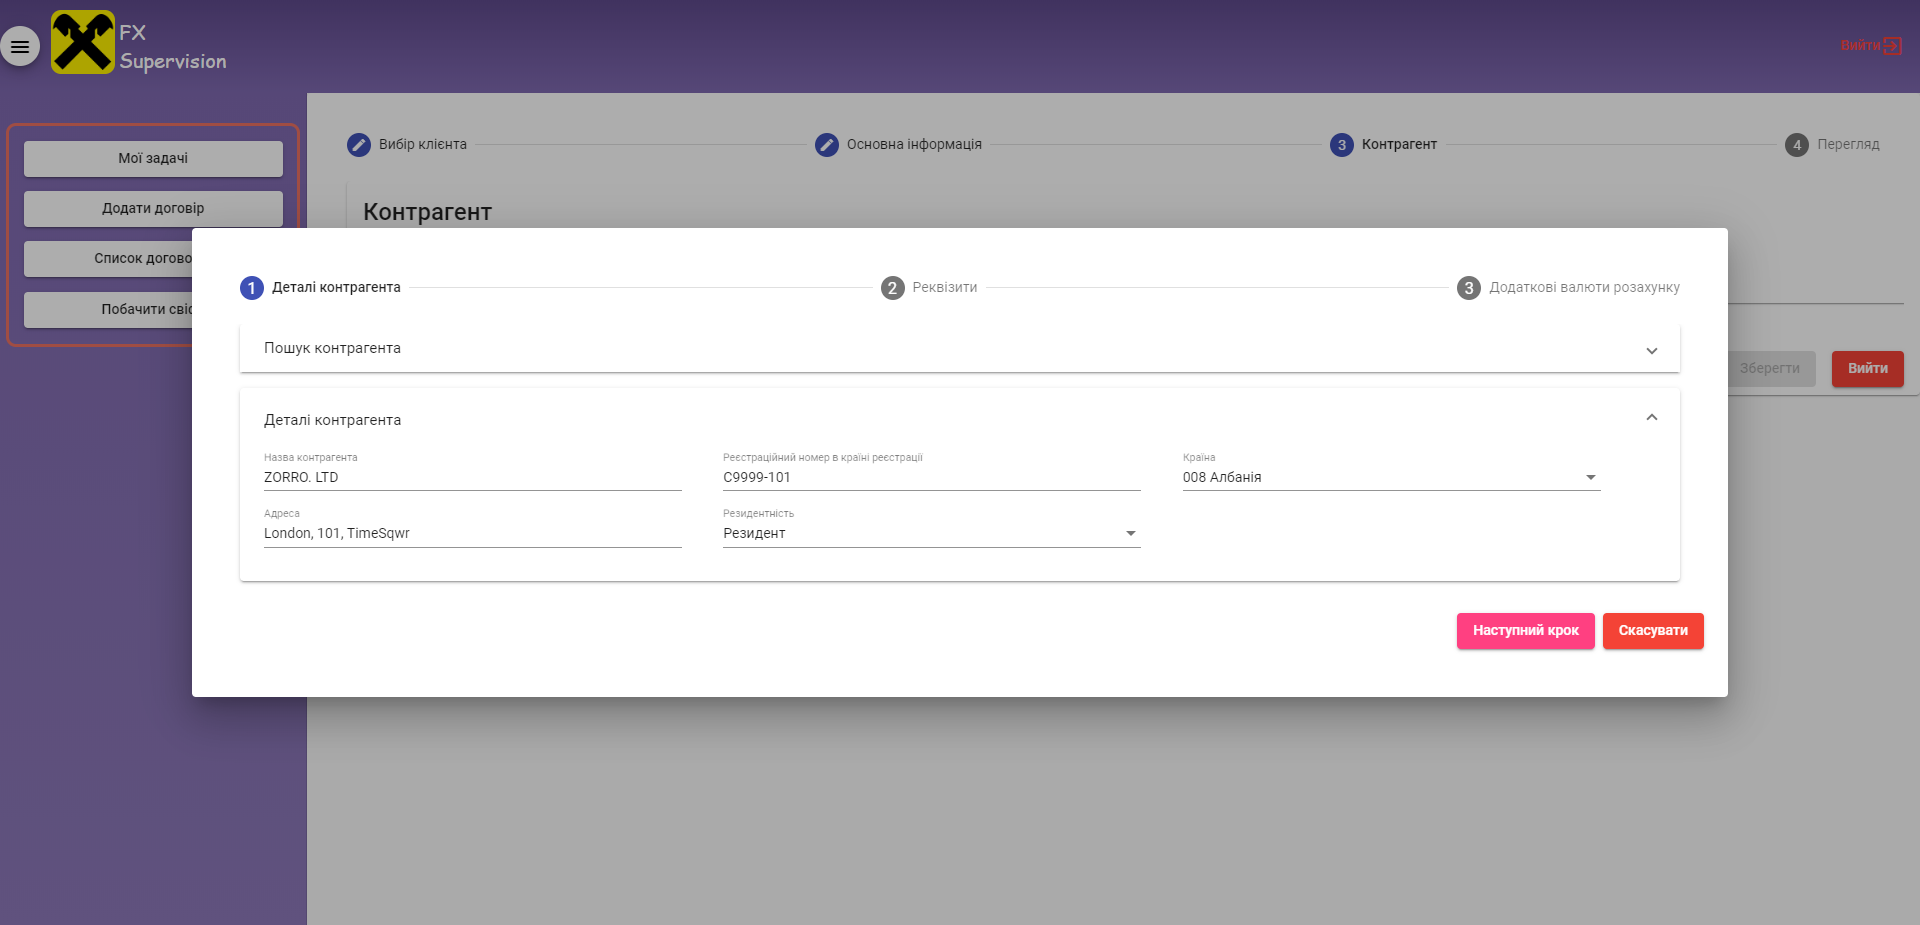 FX
Supervision
Вийти
Мої задачі
Додати договір
Список догово
Побачити свіс
Вибір клієнта
Основна інформація
3 Контрагент
4 Перегляд
Контрагент
1 Деталі контрагента
2 Реквізити
3 Додаткові валюти розахунку
Пошук контрагента
Деталі контрагента
Назва контрагента
ZORRO. LTD
Реєстраційний номер в країні реєстрації
C9999-101
Країна
008 Албанія
Адреса
London, 101, TimeSqwr
Резидентність
Резидент
Наступний крок
Скасувати
Зберегти
Вийти